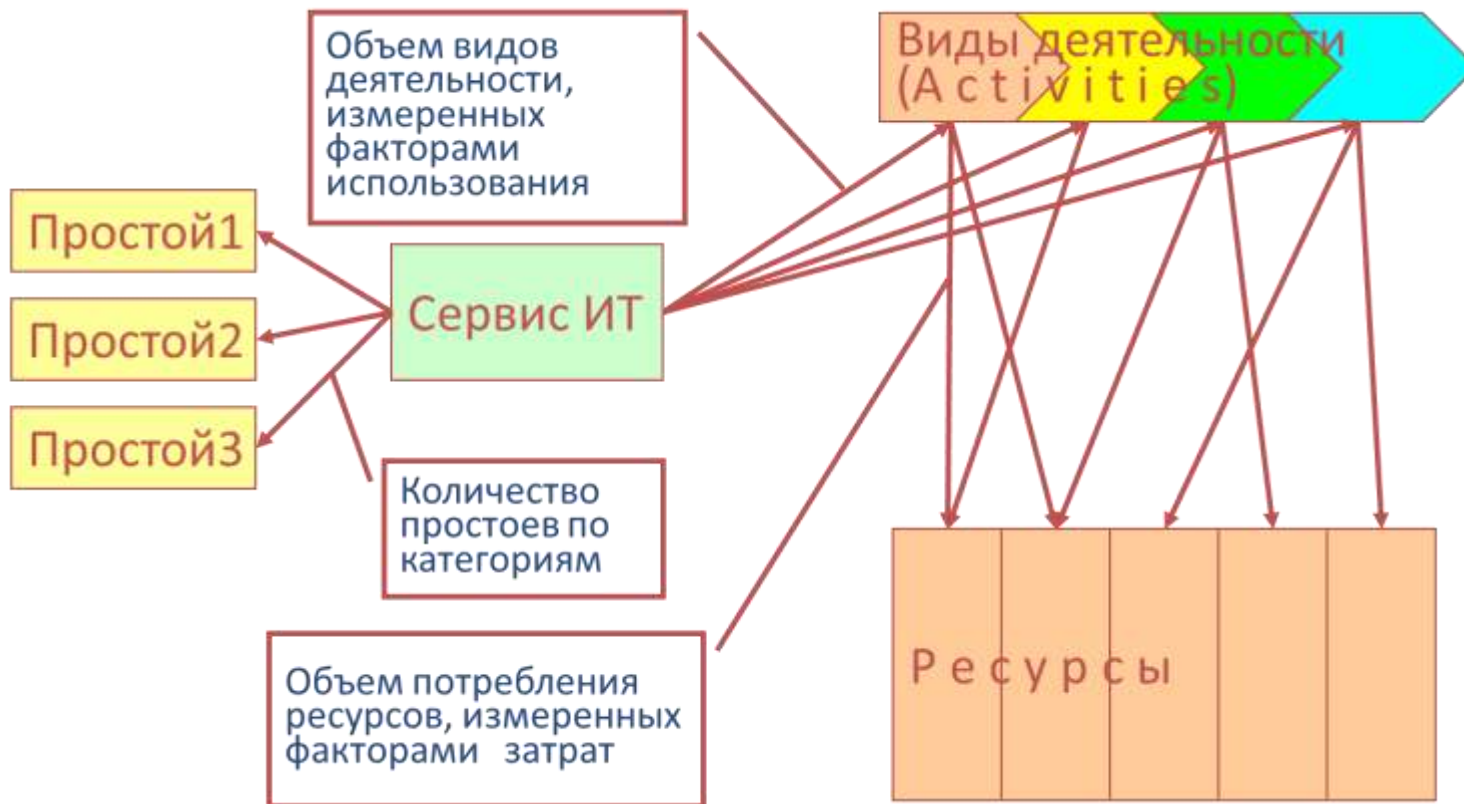 Объем видов
деятельности,
измеренных
факторами
использования
Виды деятельности
(A c t i v i t i e s)
Простой1
Простой2
Простой3
Сервис ИТ
Количество
простоев по
категориям
Объем потребления
ресурсов, измеренных
факторами затрат
Р е с у р с ы